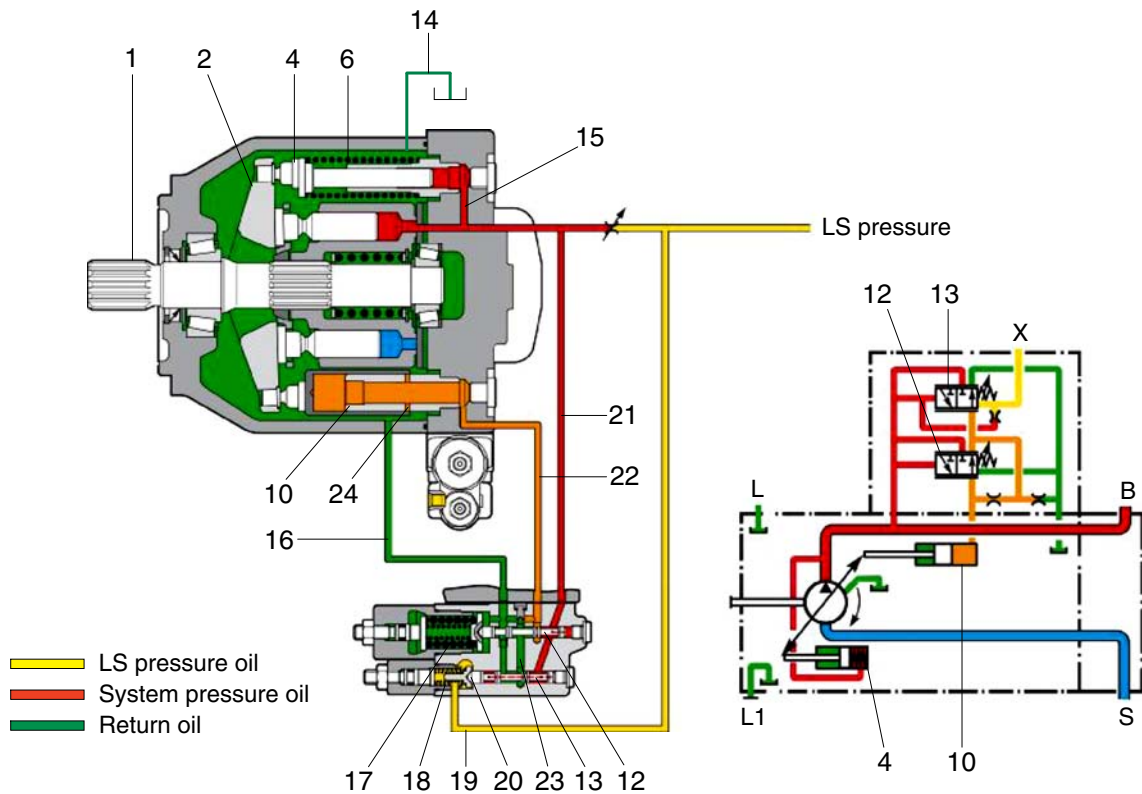 14
1 2 4 6
15
LS pressure
12 13
X
21
10 24 22
L B
16
10
LS pressure oil
System pressure oil
Return oil
L1 S
17 18 19 20 23 13 12 4 10